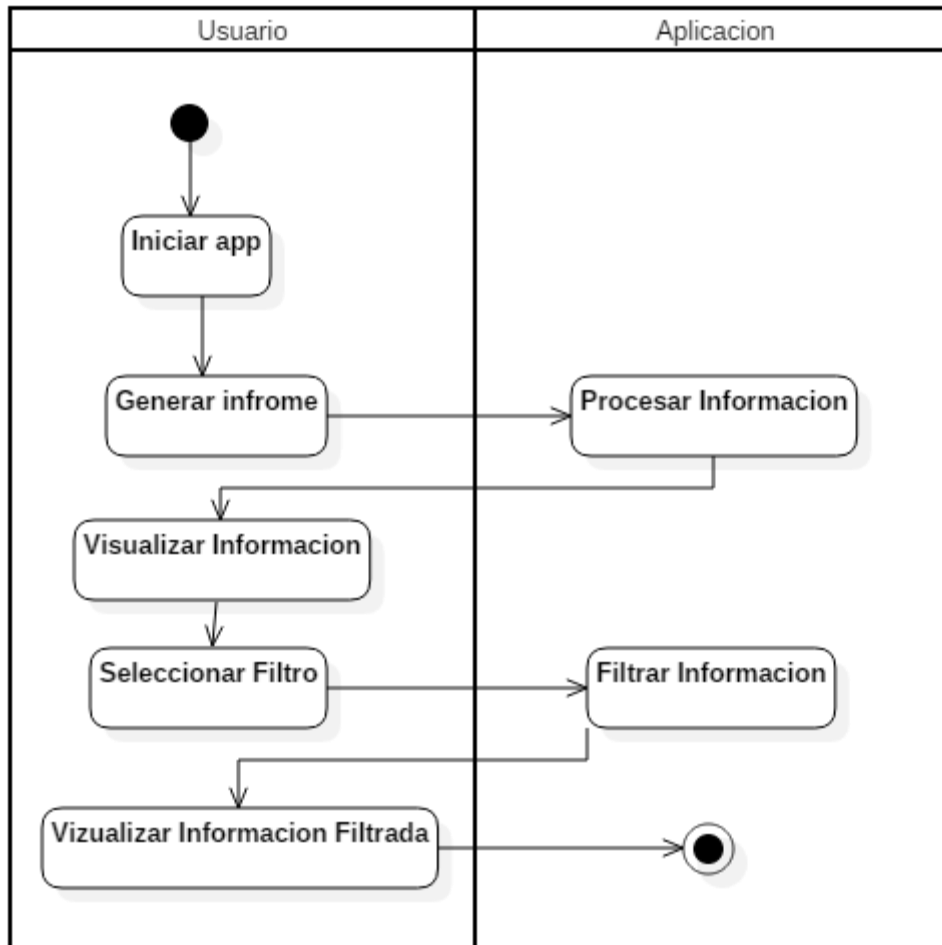 Usuario
Aplicacion
Iniciar app
Generar infrome
Procesar Informacion
Visualizar Informacion
Seleccionar Filtro
Filtrar Informacion
Vizualizar Informacion Filtrada